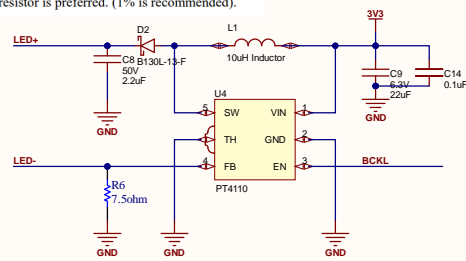 resistor is preferred. (1% is recommended).
3V3
LED+
D2
B130L-13-F
L1
10uH Inductor
C8
50V
2.2uF
C9
6.3V
22uF
C14
0.1uF
GND
GND
U4
5 SW VIN 1
TH GND 2
4 FB EN 3
PT4110
BCKL
LED-
R6
7.5ohm
GND
GND
GND